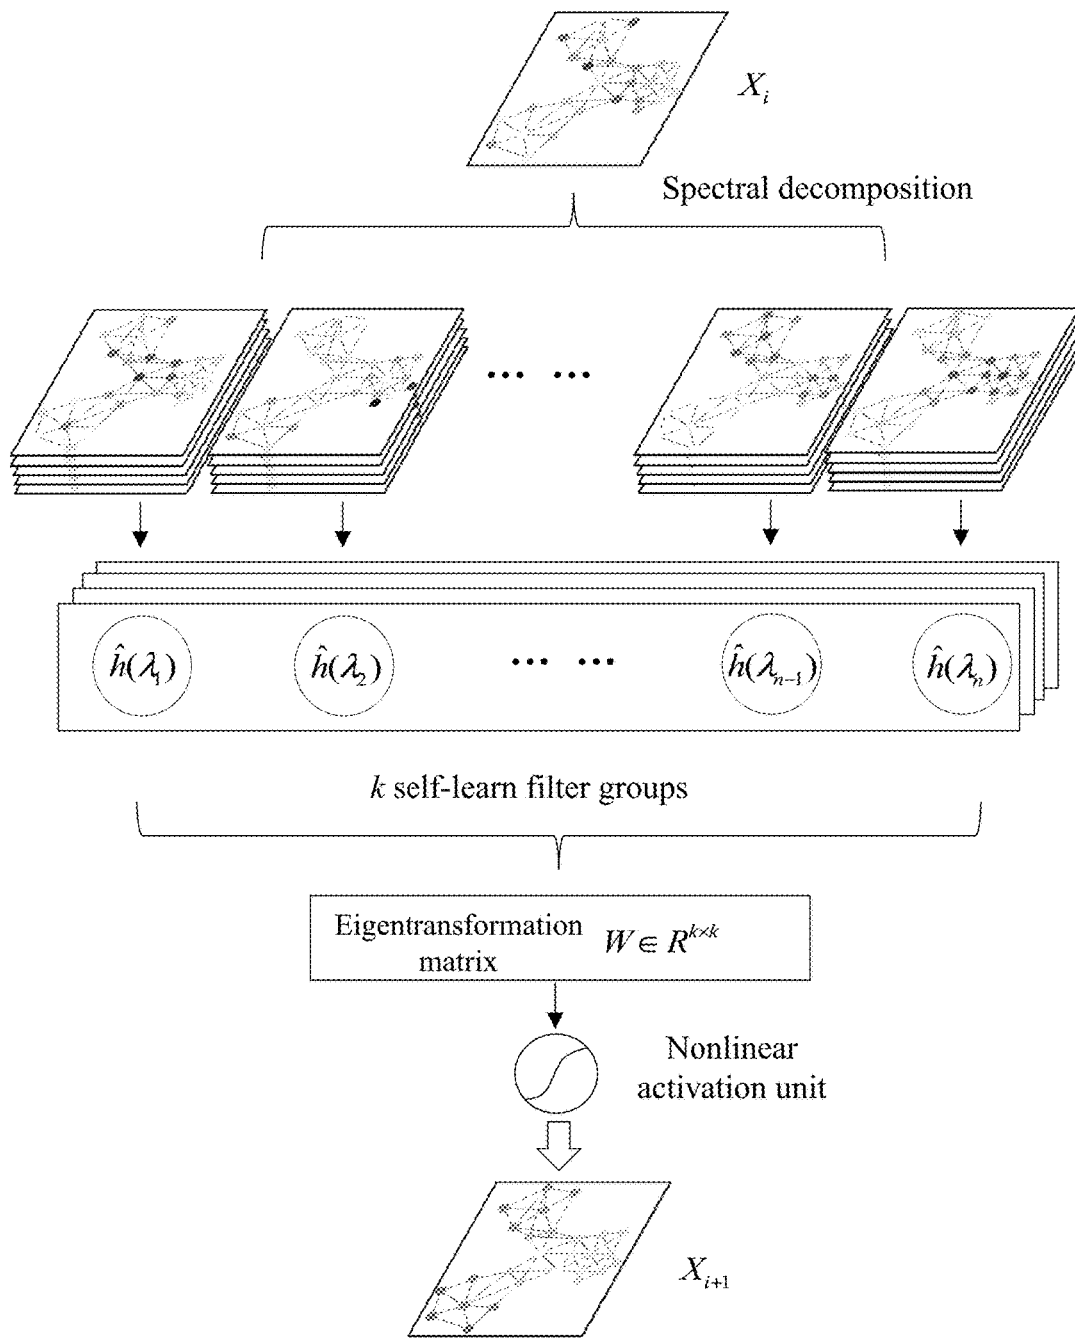 X_i
Spectral decomposition
... ...
ĥ(λ_1) ĥ(λ_2) ... ... ĥ(λ_{n-1}) ĥ(λ_n)
k self-learn filter groups
Eigentransformation
matrix
W ∈ R^{k×k}
Nonlinear
activation unit
X_{i+1}